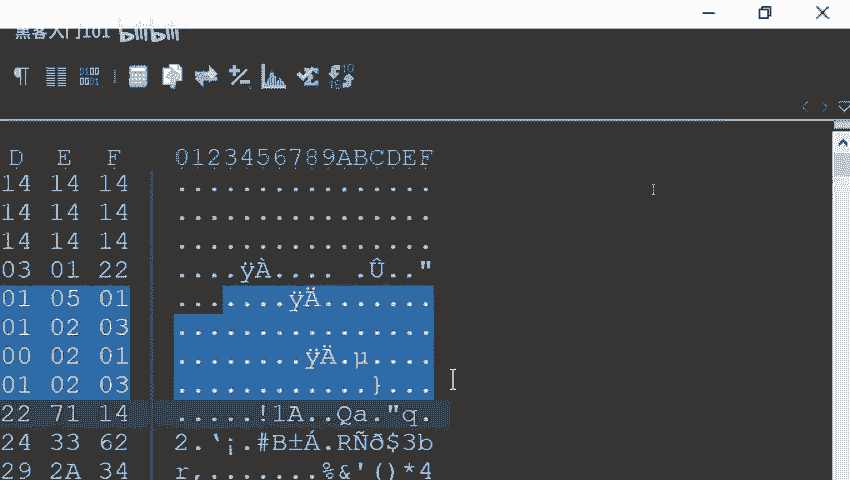 黑客入门101 bilibili
D E F 0123456789ABCDEF
14 14 14 ................
14 14 14 ................
14 14 14 ................
03 01 22 ....ÿÀ.... .Û.."
01 05 01 .......ÿÄ.......
01 02 03 ................
00 02 01 ........ÿÄ.µ....
01 02 03 ............}...
22 71 14 .....!1A..Qa."q.
24 33 62 2.‘¡.#B±Á.RÑð$3b
29 2A 34 r‚.......%&'()*4